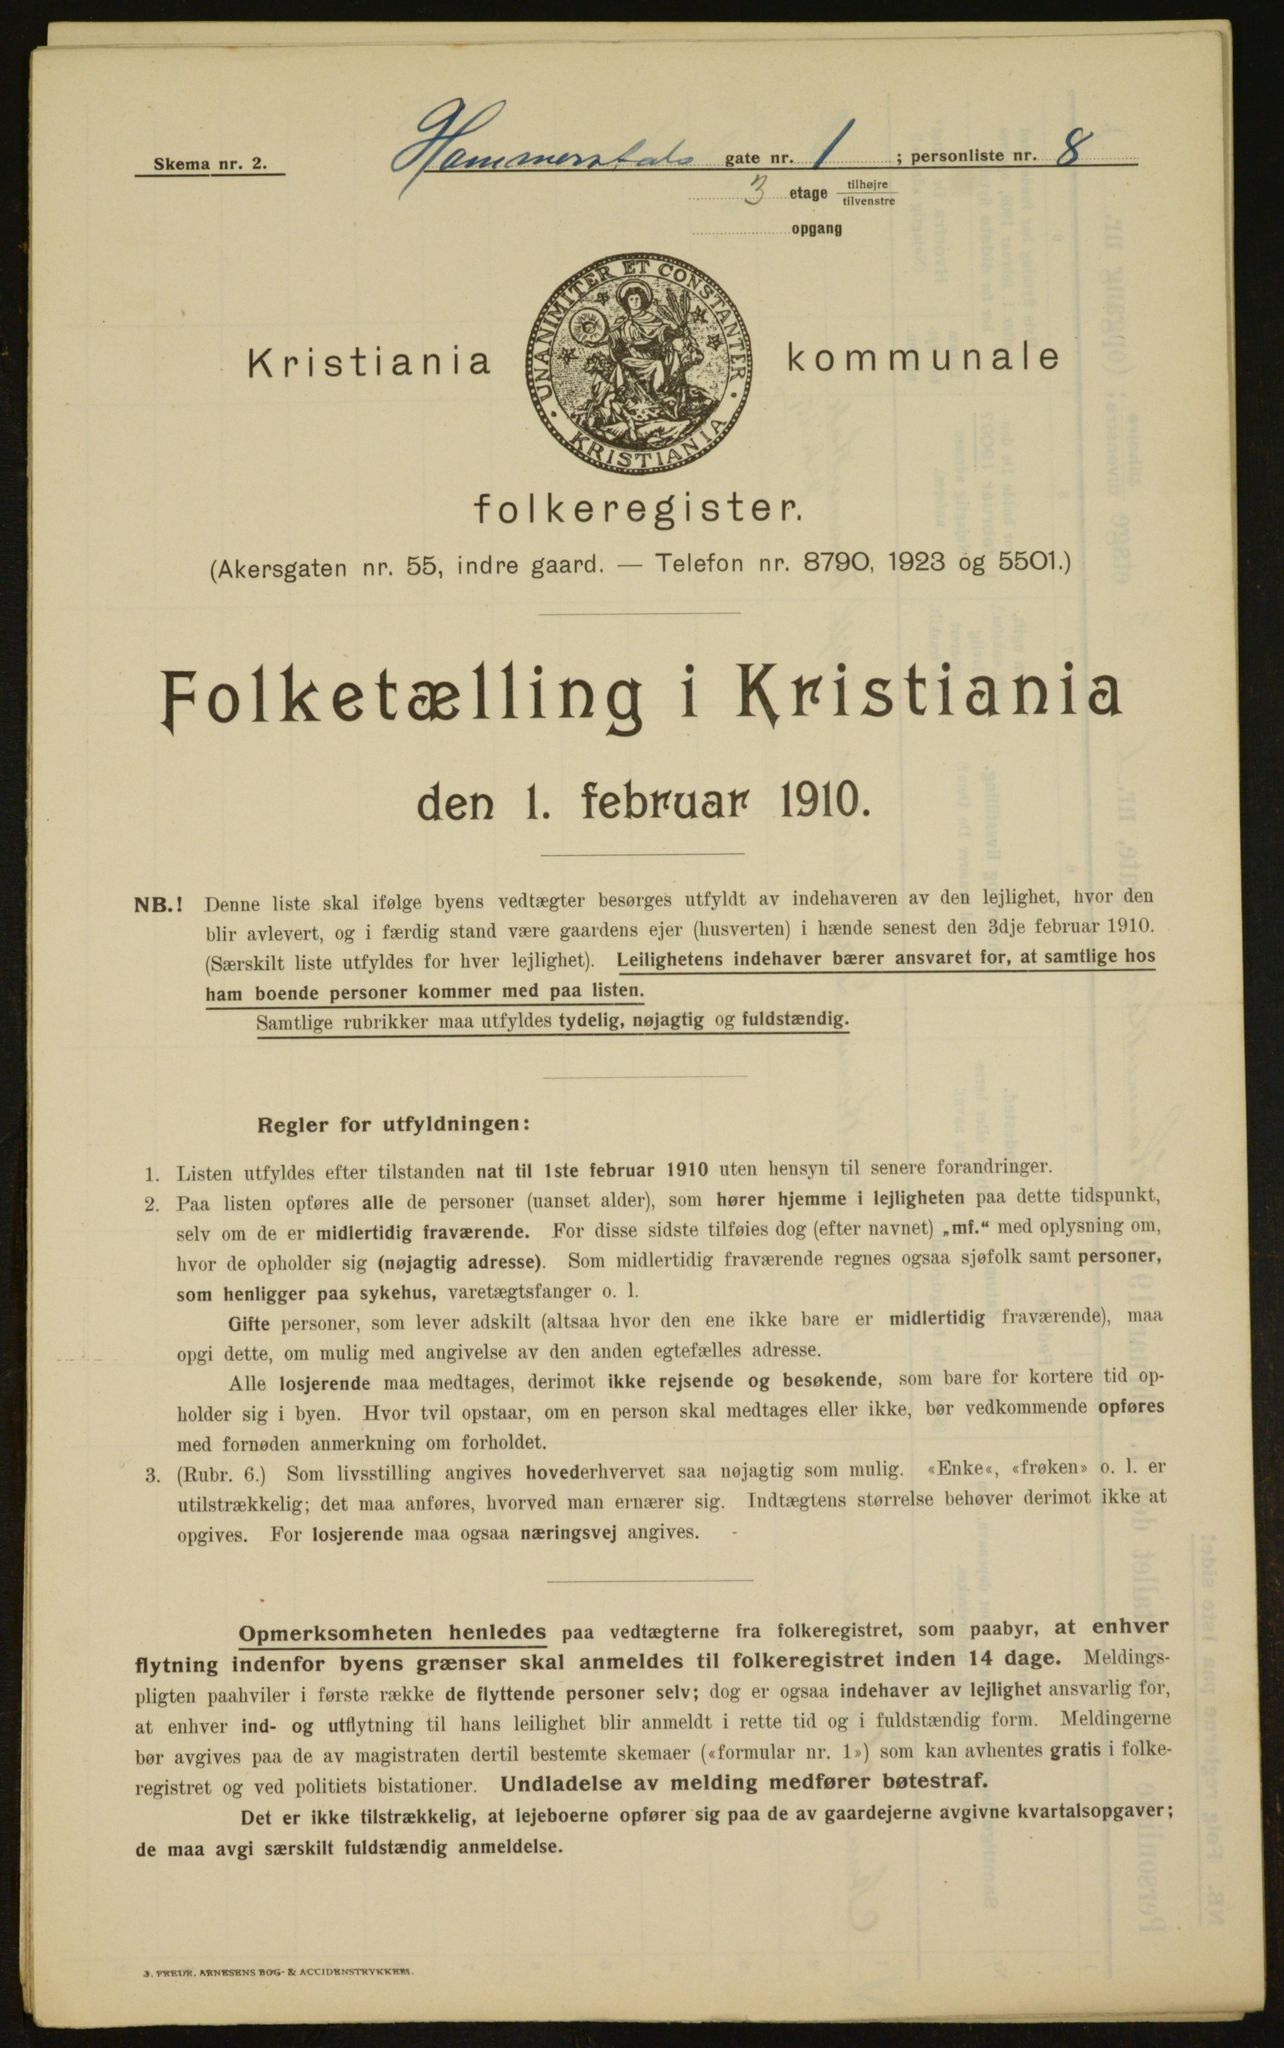 Skema nr. 2.
Hammerstads gate nr. 1 ; personliste nr. 8
3 etage tilhøjre
tilvenstre
opgang
Kristiania kommunale
UNANIMITER ET CONSTANTER
KRISTIANIA
folkeregister.
(Akersgaten nr. 55, indre gaard. — Telefon nr. 8790, 1923 og 5501.)
Folketælling i Kristiania
den 1. februar 1910.
NB.! Denne liste skal ifølge byens vedtægter besørges utfyldt av indehaveren av den lejlighet, hvor den
blir avlevert, og i færdig stand være gaardens ejer (husverten) i hænde senest den 3dje februar 1910.
(Særskilt liste utfyldes for hver lejlighet). Leilighetens indehaver bærer ansvaret for, at samtlige hos
ham boende personer kommer med paa listen.
Samtlige rubrikker maa utfyldes tydelig, nøjagtig og fuldstændig.
Regler for utfyldningen:
1. Listen utfyldes efter tilstanden nat til 1ste februar 1910 uten hensyn til senere forandringer.
2. Paa listen opføres alle de personer (uanset alder), som hører hjemme i lejligheten paa dette tidspunkt,
selv om de er midlertidig fraværende. For disse sidste tilføies dog (efter navnet) „mf.“ med oplysning om,
hvor de opholder sig (nøjagtig adresse). Som midlertidig fraværende regnes ogsaa sjøfolk samt personer,
som henligger paa sykehus, varetægtsfanger o. l.
Gifte personer, som lever adskilt (altsaa hvor den ene ikke bare er midlertidig fraværende), maa
opgi dette, om mulig med angivelse av den anden egtefælles adresse.
Alle losjerende maa medtages, derimot ikke rejsende og besøkende, som bare for kortere tid op-
holder sig i byen. Hvor tvil opstaar, om en person skal medtages eller ikke, bør vedkommende opføres
med fornøden anmerkning om forholdet.
3. (Rubr. 6.) Som livsstilling angives hovederhvervet saa nøjagtig som mulig. «Enke«, «frøken» o. l. er
utilstrækkelig; det maa anføres, hvorved man ernærer sig. Indtægtens størrelse behøver derimot ikke at
opgives. For losjerende maa ogsaa næringsvej angives.
Opmerksomheten henledes paa vedtægterne fra folkeregistret, som paabyr, at enhver
flytning indenfor byens grænser skal anmeldes til folkeregistret inden 14 dage. Meldings-
pligten paahviler i første række de flyttende personer selv; dog er ogsaa indehaver av lejlighet ansvarlig for,
at enhver ind- og utflytning til hans leilighet blir anmeldt i rette tid og i fuldstændig form. Meldingerne
bør avgives paa de av magistraten dertil bestemte skemaer («formular nr. 1») som kan avhentes gratis i folke-
registret og ved politiets bistationer. Undladelse av melding medfører bøtestraf.
Det er ikke tilstrækkelig, at lejeboerne opfører sig paa de av gaardejerne avgivne kvartalsopgaver;
de maa avgi særskilt fuldstændig anmeldelse.
J. FREDR. ARNESENS BOG- & ACCIDENSTRYKKERI.